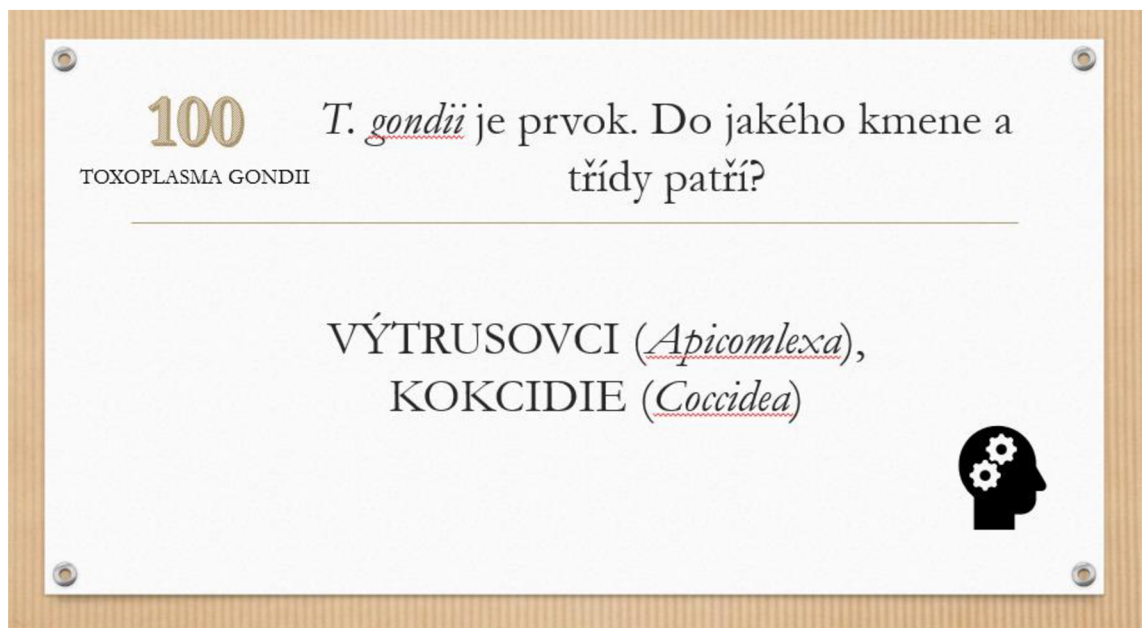 100
TOXOPLASMA GONDII
T. gondii je prvok. Do jakého kmene a
třídy patří?
VÝTRUSOVCI (Apicomlexa),
KOKCIDIE (Coccidea)